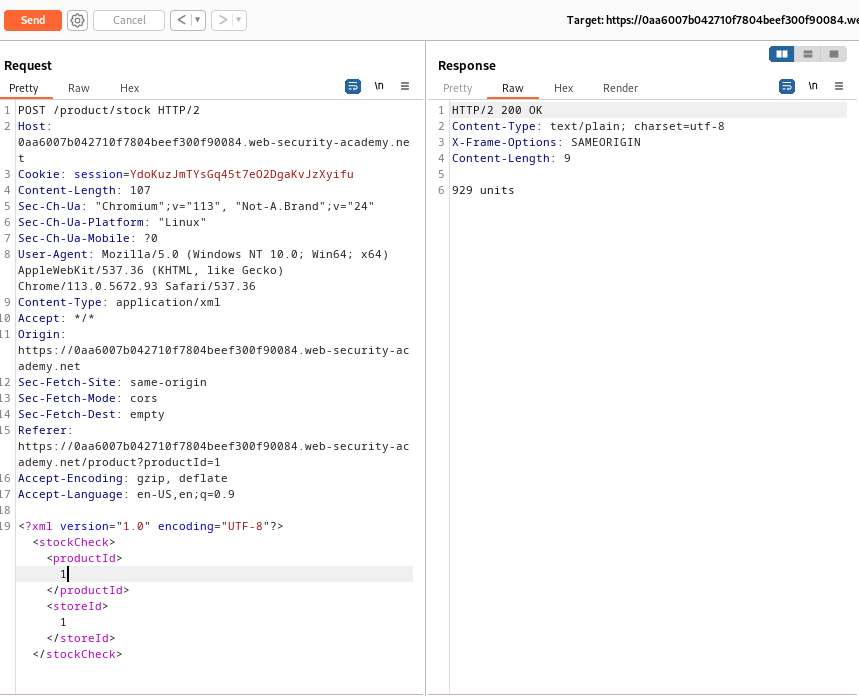 Send Cancel < >
Target: https://0aa6007b042710f7804beef300f90084.we
Request
Pretty Raw Hex \n
1 POST /product/stock HTTP/2
2 Host:
0aa6007b042710f7804beef300f90084.web-security-academy.ne
t
3 Cookie: session=YdoKuzJmTYsGq45t7eO2DgaKvJzXyifu
4 Content-Length: 107
5 Sec-Ch-Ua: "Chromium";v="113", "Not-A.Brand";v="24"
6 Sec-Ch-Ua-Platform: "Linux"
7 Sec-Ch-Ua-Mobile: ?0
8 User-Agent: Mozilla/5.0 (Windows NT 10.0; Win64; x64)
AppleWebKit/537.36 (KHTML, like Gecko)
Chrome/113.0.5672.93 Safari/537.36
9 Content-Type: application/xml
10 Accept: */*
11 Origin:
https://0aa6007b042710f7804beef300f90084.web-security-ac
ademy.net
12 Sec-Fetch-Site: same-origin
13 Sec-Fetch-Mode: cors
14 Sec-Fetch-Dest: empty
15 Referer:
https://0aa6007b042710f7804beef300f90084.web-security-ac
ademy.net/product?productId=1
16 Accept-Encoding: gzip, deflate
17 Accept-Language: en-US,en;q=0.9
18
19 <?xml version="1.0" encoding="UTF-8"?>
<stockCheck>
<productId>
1
</productId>
<storeId>
1
</storeId>
</stockCheck>
Response
Pretty Raw Hex Render \n
1 HTTP/2 200 OK
2 Content-Type: text/plain; charset=utf-8
3 X-Frame-Options: SAMEORIGIN
4 Content-Length: 9
5
6 929 units